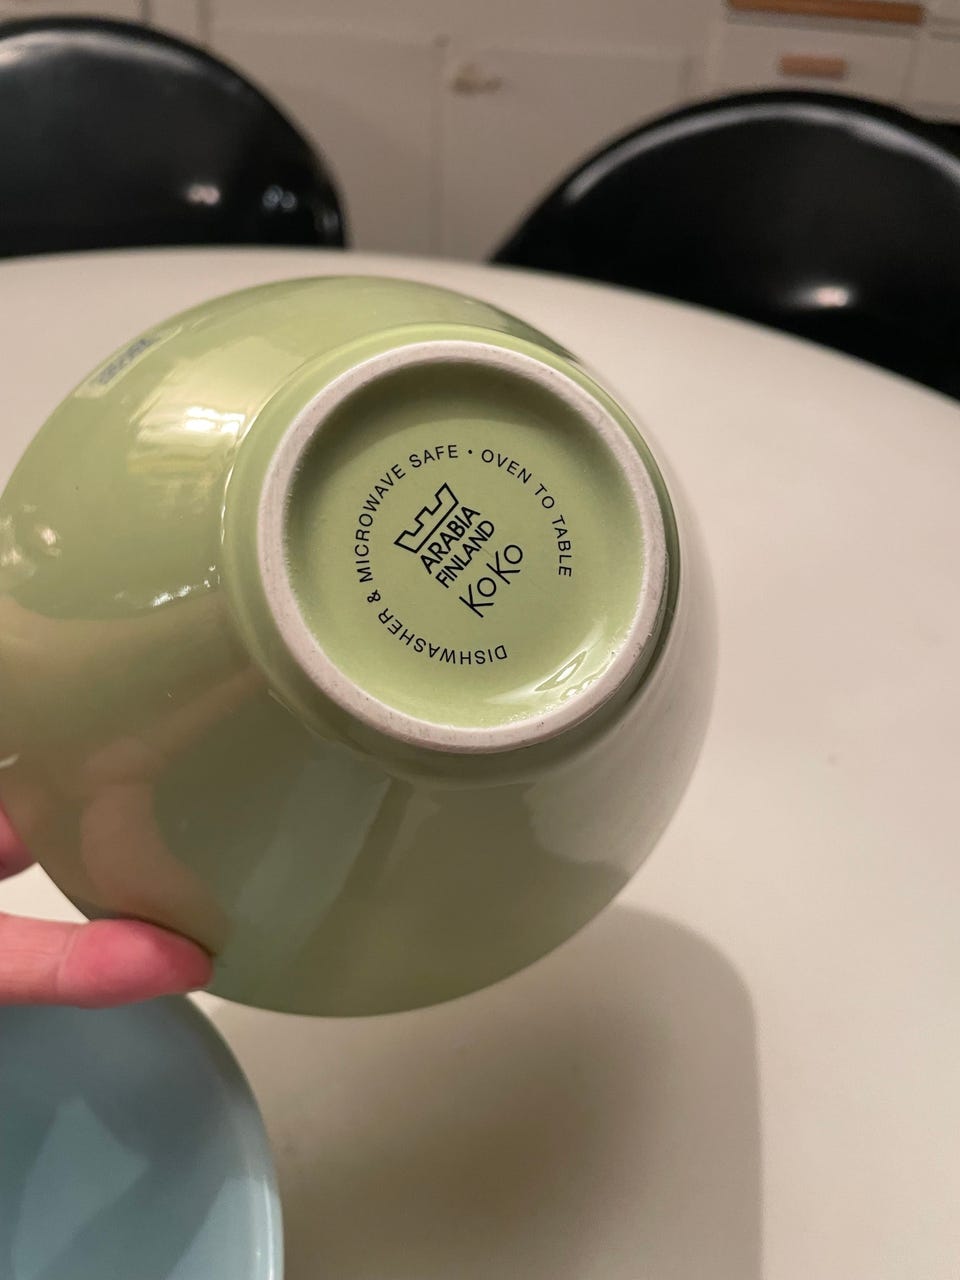 DISHWASHER & MICROWAVE SAFE • OVEN TO TABLE
ARABIA
FINLAND
KoKo